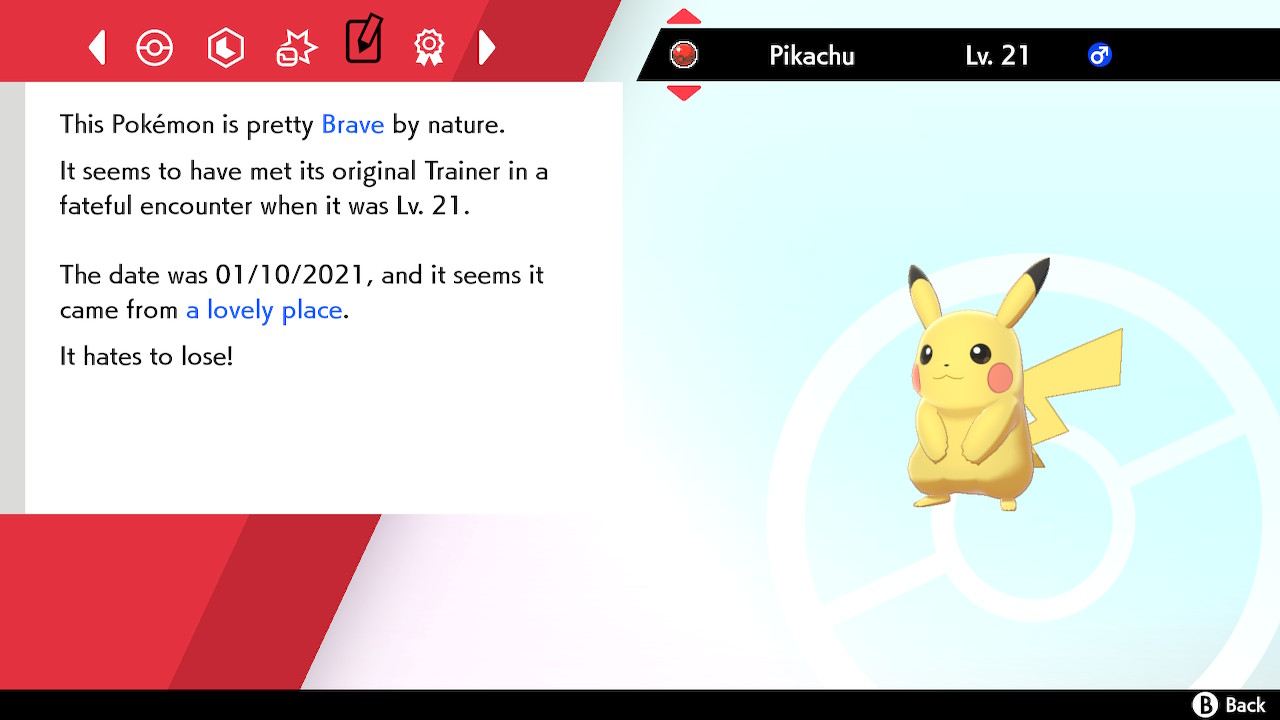 Pikachu Lv. 21 ♂
This Pokémon is pretty Brave by nature.
It seems to have met its original Trainer in a
fateful encounter when it was Lv. 21.
The date was 01/10/2021, and it seems it
came from a lovely place.
It hates to lose!
B Back